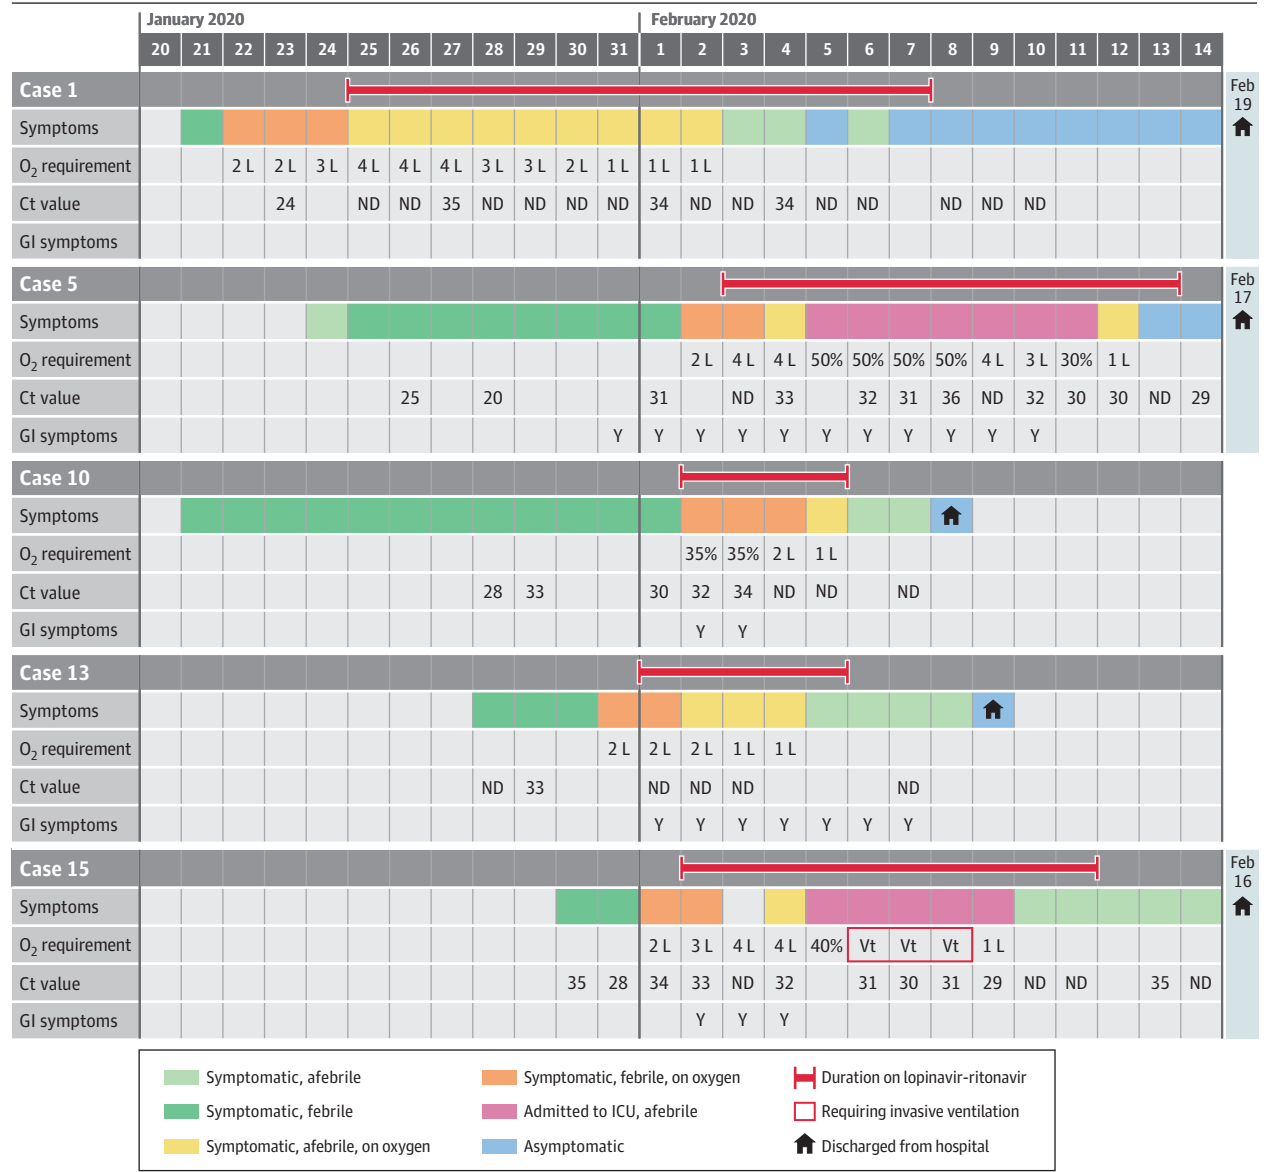 January 2020 February 2020
20 21 22 23 24 25 26 27 28 29 30 31 1 2 3 4 5 6 7 8 9 10 11 12 13 14
Case 1
Feb
19
Symptoms
O2 requirement 2 L 2 L 3 L 4 L 4 L 4 L 3 L 3 L 2 L 1 L 1 L 1 L
Ct value 24 ND ND 35 ND ND ND ND 34 ND ND 34 ND ND ND ND ND
GI symptoms
Case 5
Feb
17
Symptoms
O2 requirement 2 L 4 L 4 L 50% 50% 50% 50% 4 L 3 L 30% 1 L
Ct value 25 20 31 ND 33 32 31 36 ND 32 30 30 ND 29
GI symptoms Y Y Y Y Y Y Y Y Y Y Y
Case 10
Symptoms
O2 requirement 35% 35% 2 L 1 L
Ct value 28 33 30 32 34 ND ND ND
GI symptoms Y Y
Case 13
Symptoms
O2 requirement 2 L 2 L 2 L 1 L 1 L
Ct value ND 33 ND ND ND ND
GI symptoms Y Y Y Y Y Y Y
Case 15
Feb
16
Symptoms
O2 requirement 2 L 3 L 4 L 4 L 40% Vt Vt Vt 1 L
Ct value 35 28 34 33 ND 32 31 30 31 29 ND ND 35 ND
GI symptoms Y Y Y
Symptomatic, afebrile Symptomatic, febrile, on oxygen Duration on lopinavir-ritonavir
Symptomatic, febrile Admitted to ICU, afebrile Requiring invasive ventilation
Symptomatic, afebrile, on oxygen Asymptomatic Discharged from hospital